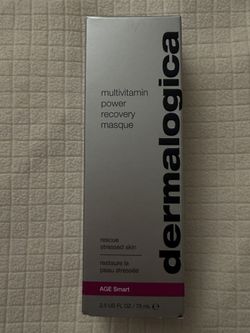 multivitamin
power
recovery
masque
dermalogica
rescue
stressed skin
restaure la
peau stressée
AGE Smart
2.5 US FL OZ / 75 mL ℮